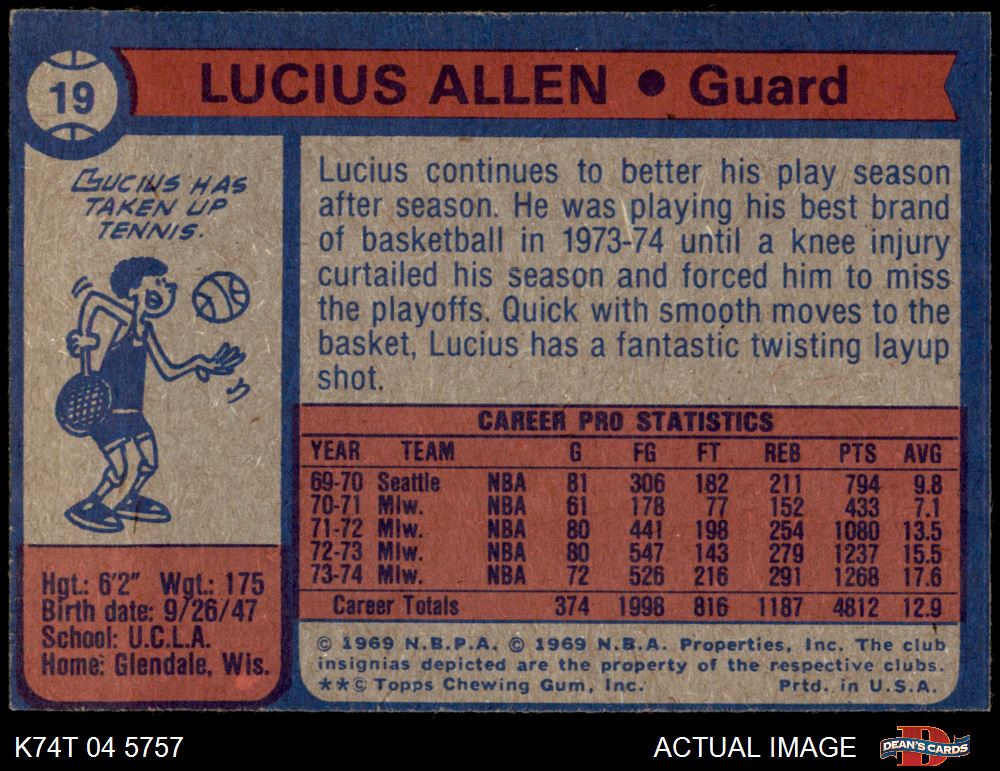 19
LUCIUS ALLEN • Guard
LUCIUS HAS
TAKEN UP
TENNIS.
Lucius continues to better his play season
after season. He was playing his best brand
of basketball in 1973-74 until a knee injury
curtailed his season and forced him to miss
the playoffs. Quick with smooth moves to the
basket, Lucius has a fantastic twisting layup
shot.
Hgt.: 6'2" Wgt.: 175
Birth date: 9/26/47
School: U.C.L.A.
Home: Glendale, Wis.
CAREER PRO STATISTICS
YEAR TEAM G FG FT REB PTS AVG
69-70 Seattle NBA 81 306 182 211 794 9.8
70-71 Mlw. NBA 61 178 77 152 433 7.1
71-72 Mlw. NBA 80 441 198 254 1080 13.5
72-73 Mlw. NBA 80 547 143 279 1237 15.5
73-74 Mlw. NBA 72 526 216 291 1268 17.6
Career Totals 374 1998 816 1187 4812 12.9
© 1969 N.B.P.A. © 1969 N.B.A. Properties, Inc. The club
insignias depicted are the property of the respective clubs.
**© Topps Chewing Gum, Inc. Prtd. in U.S.A.
K74T 04 5757 ACTUAL IMAGE DEAN'S CARDS